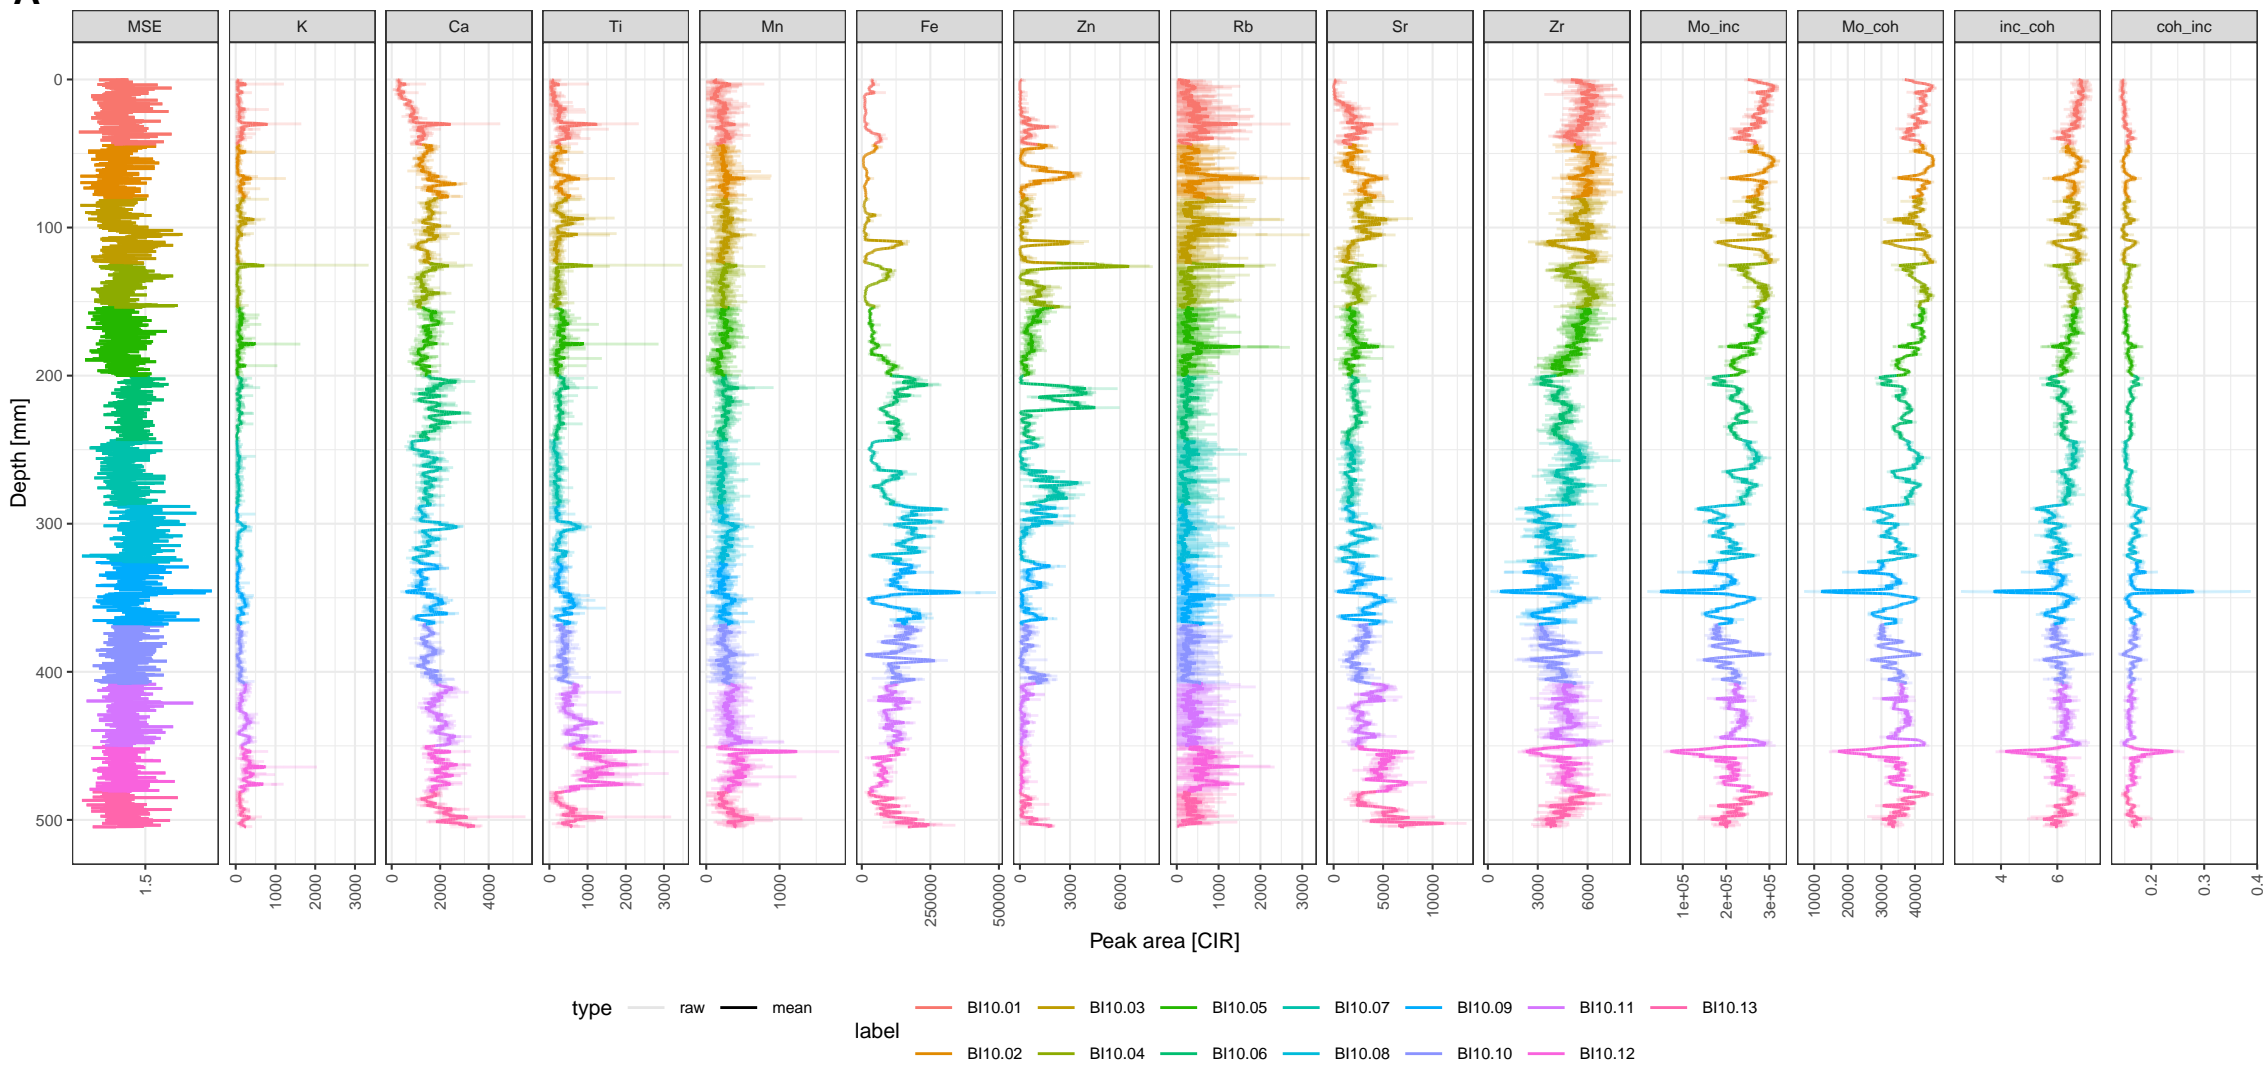 A
MSE K Ca Ti Mn Fe Zn Rb Sr Zr Mo_inc Mo_coh inc_coh coh_inc
Depth [mm]
0
100
200
300
400
500
1.5 0 1000 2000 3000 0 2000 4000 0 1000 2000 3000 0 1000 0 250000 500000 0 3000 6000 0 1000 2000 3000 0 5000 10000 0 3000 6000 1e+05 2e+05 3e+05 10000 20000 30000 40000 4 6 0.2 0.3 0.4
Peak area [CIR]
type raw mean
label
BI10.01 BI10.03 BI10.05 BI10.07 BI10.09 BI10.11 BI10.13
BI10.02 BI10.04 BI10.06 BI10.08 BI10.10 BI10.12